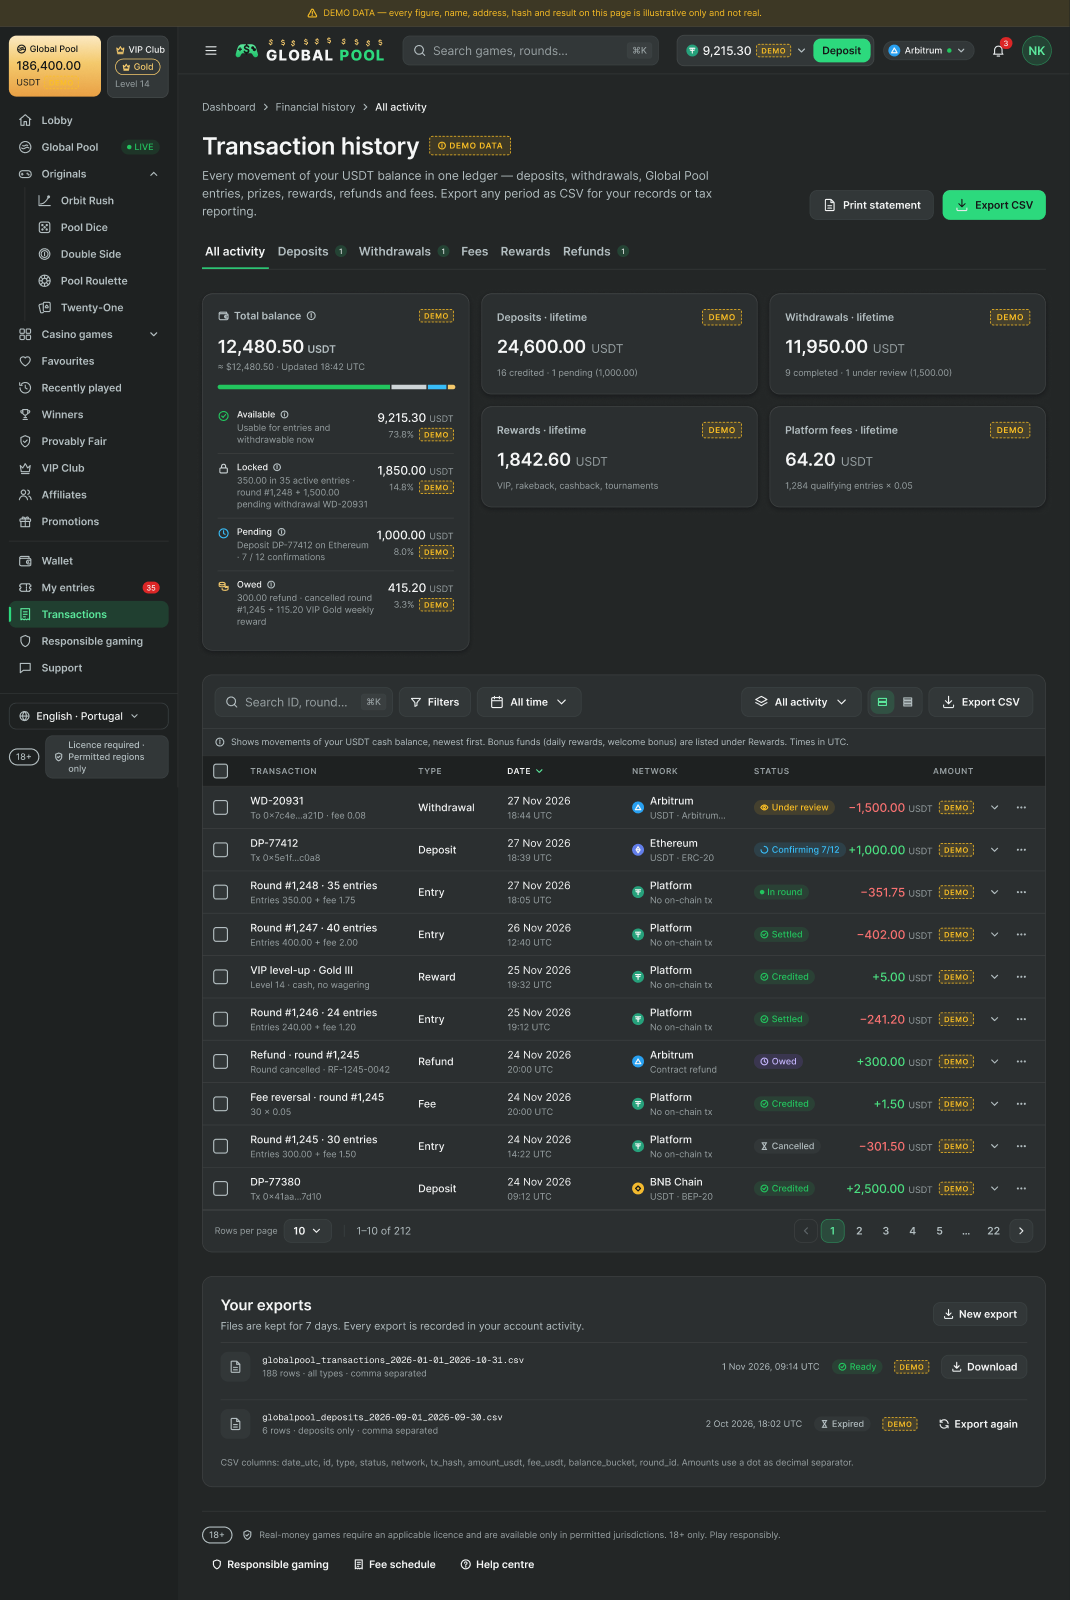 DEMO DATA — every figure, name, address, hash and result on this page is illustrative only and not real.
Global Pool
186,400.00
USDT
VIP Club
Gold
Level 14
GLOBAL POOL
Search games, rounds...
⌘K
9,215.30 DEMO
Deposit
Arbitrum
3
NK
Lobby
Global Pool LIVE
Originals
Orbit Rush
Pool Dice
Double Side
Pool Roulette
Twenty-One
Casino games
Favourites
Recently played
Winners
Provably Fair
VIP Club
Affiliates
Promotions
Wallet
My entries 35
Transactions
Responsible gaming
Support
English · Portugal
18+
Licence required ·
Permitted regions
only
Dashboard > Financial history > All activity
Transaction history DEMO DATA
Every movement of your USDT balance in one ledger — deposits, withdrawals, Global Pool
entries, prizes, rewards, refunds and fees. Export any period as CSV for your records or tax
reporting.
Print statement
Export CSV
All activity Deposits 1 Withdrawals 1 Fees Rewards Refunds 1
Total balance DEMO
12,480.50 USDT
≈ $12,480.50 · Updated 18:42 UTC
Available 9,215.30 USDT
Usable for entries and 73.8% DEMO
withdrawable now
Locked 1,850.00 USDT
350.00 in 35 active entries · 14.8% DEMO
round #1,248 + 1,500.00
pending withdrawal WD-20931
Pending 1,000.00 USDT
Deposit DP-77412 on Ethereum 8.0% DEMO
· 7 / 12 confirmations
Owed 415.20 USDT
300.00 refund · cancelled round 3.3% DEMO
#1,245 + 115.20 VIP Gold weekly
reward
Deposits · lifetime DEMO
24,600.00 USDT
16 credited · 1 pending (1,000.00)
Withdrawals · lifetime DEMO
11,950.00 USDT
9 completed · 1 under review (1,500.00)
Rewards · lifetime DEMO
1,842.60 USDT
VIP, rakeback, cashback, tournaments
Platform fees · lifetime DEMO
64.20 USDT
1,284 qualifying entries × 0.05
Search ID, round... ⌘K
Filters
All time
All activity
Export CSV
Shows movements of your USDT cash balance, newest first. Bonus funds (daily rewards, welcome bonus) are listed under Rewards. Times in UTC.
TRANSACTION TYPE DATE NETWORK STATUS AMOUNT
WD-20931 Withdrawal 27 Nov 2026 Arbitrum Under review −1,500.00 USDT DEMO
To 0×7c4e...a21D · fee 0.08 18:44 UTC USDT · Arbitrum...
DP-77412 Deposit 27 Nov 2026 Ethereum Confirming 7/12 +1,000.00 USDT DEMO
Tx 0×5e1f...c0a8 18:39 UTC USDT · ERC-20
Round #1,248 · 35 entries Entry 27 Nov 2026 Platform In round −351.75 USDT DEMO
Entries 350.00 + fee 1.75 18:05 UTC No on-chain tx
Round #1,247 · 40 entries Entry 26 Nov 2026 Platform Settled −402.00 USDT DEMO
Entries 400.00 + fee 2.00 12:40 UTC No on-chain tx
VIP level-up · Gold III Reward 25 Nov 2026 Platform Credited +5.00 USDT DEMO
Level 14 · cash, no wagering 19:32 UTC No on-chain tx
Round #1,246 · 24 entries Entry 25 Nov 2026 Platform Settled −241.20 USDT DEMO
Entries 240.00 + fee 1.20 19:12 UTC No on-chain tx
Refund · round #1,245 Refund 24 Nov 2026 Arbitrum Owed +300.00 USDT DEMO
Round cancelled · RF-1245-0042 20:00 UTC Contract refund
Fee reversal · round #1,245 Fee 24 Nov 2026 Platform Credited +1.50 USDT DEMO
30 × 0.05 20:00 UTC No on-chain tx
Round #1,245 · 30 entries Entry 24 Nov 2026 Platform Cancelled −301.50 USDT DEMO
Entries 300.00 + fee 1.50 14:22 UTC No on-chain tx
DP-77380 Deposit 24 Nov 2026 BNB Chain Credited +2,500.00 USDT DEMO
Tx 0×41aa...7d10 09:12 UTC USDT · BEP-20
Rows per page 10 1–10 of 212
1 2 3 4 5 ... 22
Your exports
Files are kept for 7 days. Every export is recorded in your account activity.
New export
globalpool_transactions_2026-01-01_2026-10-31.csv
188 rows · all types · comma separated
1 Nov 2026, 09:14 UTC Ready DEMO Download
globalpool_deposits_2026-09-01_2026-09-30.csv
6 rows · deposits only · comma separated
2 Oct 2026, 18:02 UTC Expired DEMO Export again
CSV columns: date_utc, id, type, status, network, tx_hash, amount_usdt, fee_usdt, balance_bucket, round_id. Amounts use a dot as decimal separator.
18+ Real-money games require an applicable licence and are available only in permitted jurisdictions. 18+ only. Play responsibly.
Responsible gaming Fee schedule Help centre